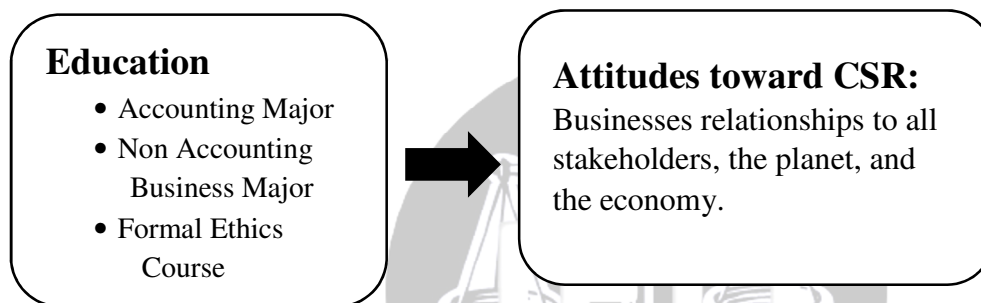 Education
• Accounting Major
• Non Accounting
Business Major
• Formal Ethics
Course
Attitudes toward CSR:
Businesses relationships to all
stakeholders, the planet, and
the economy.